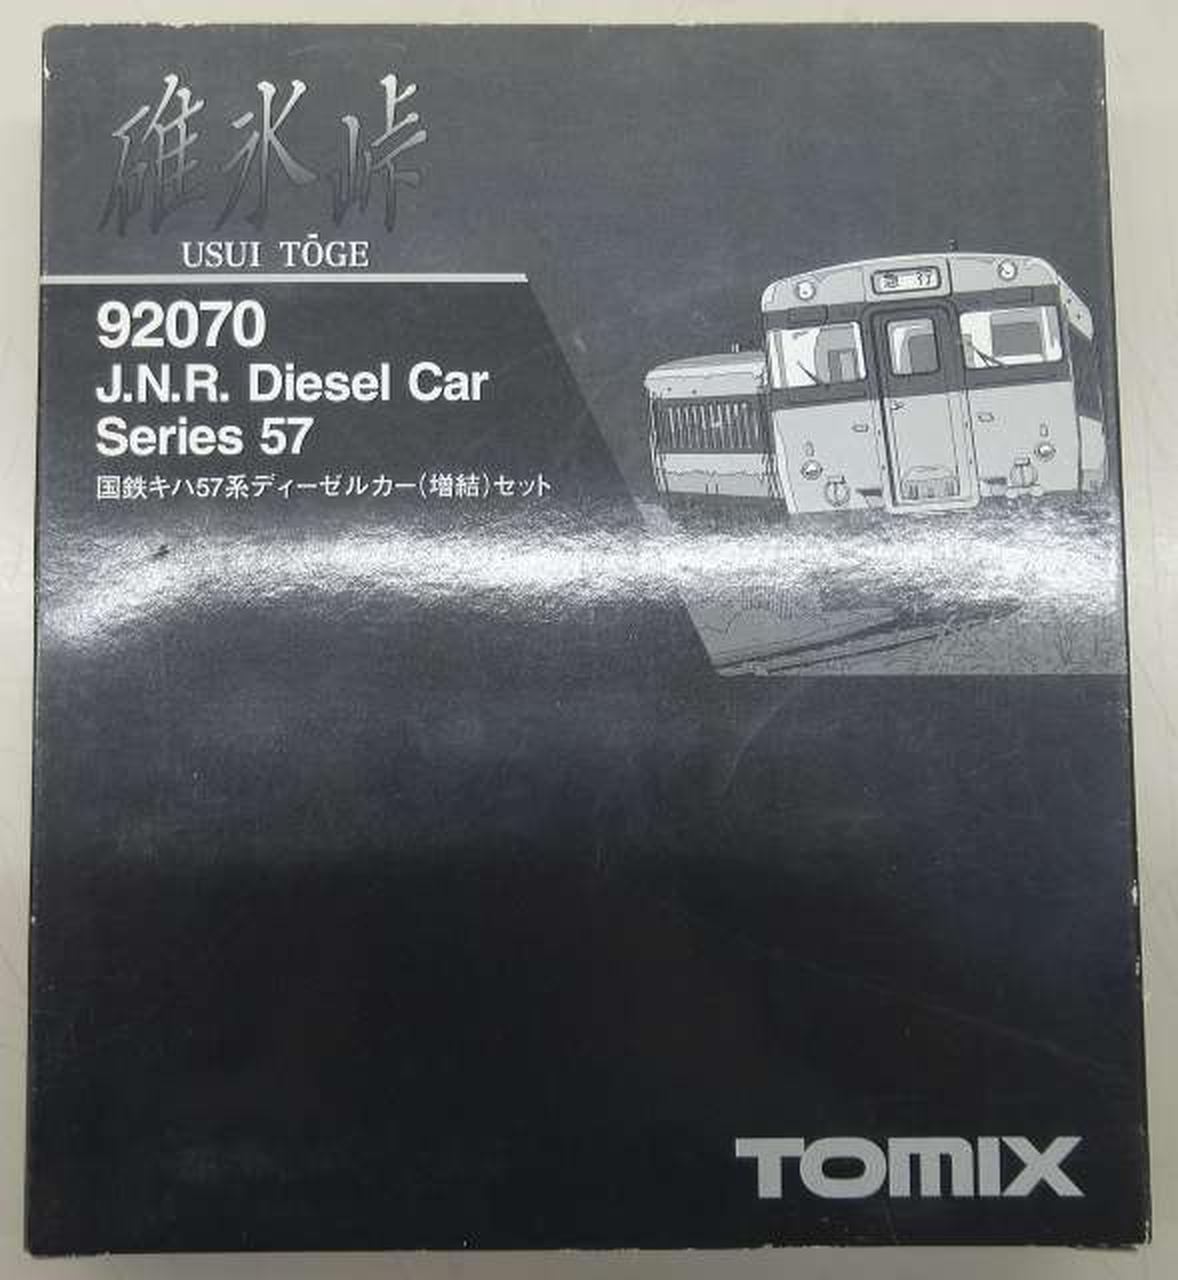 碓氷峠
USUI TŌGE
92070
J.N.R. Diesel Car
Series 57
国鉄キハ57系ディーゼルカー(増結)セット
急行
TOMIX